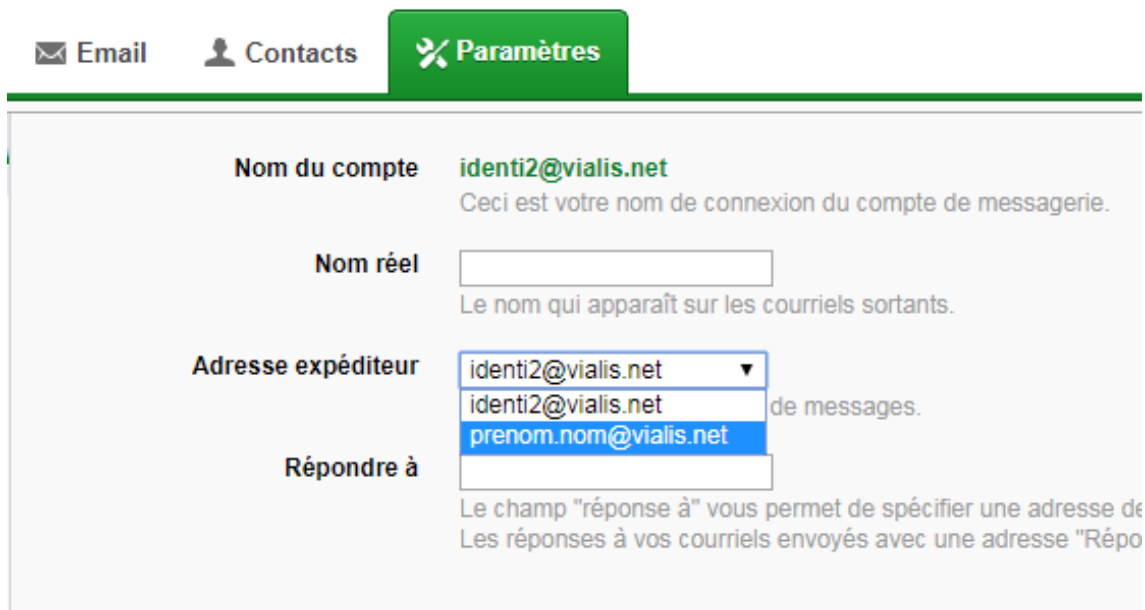 Email Contacts Paramètres
Nom du compte identi2@vialis.net
Ceci est votre nom de connexion du compte de messagerie.
Nom réel
Le nom qui apparaît sur les courriels sortants.
Adresse expéditeur identi2@vialis.net
identi2@vialis.net de messages.
prenom.nom@vialis.net
Répondre à
Le champ "réponse à" vous permet de spécifier une adresse de
Les réponses à vos courriels envoyés avec une adresse "Répo